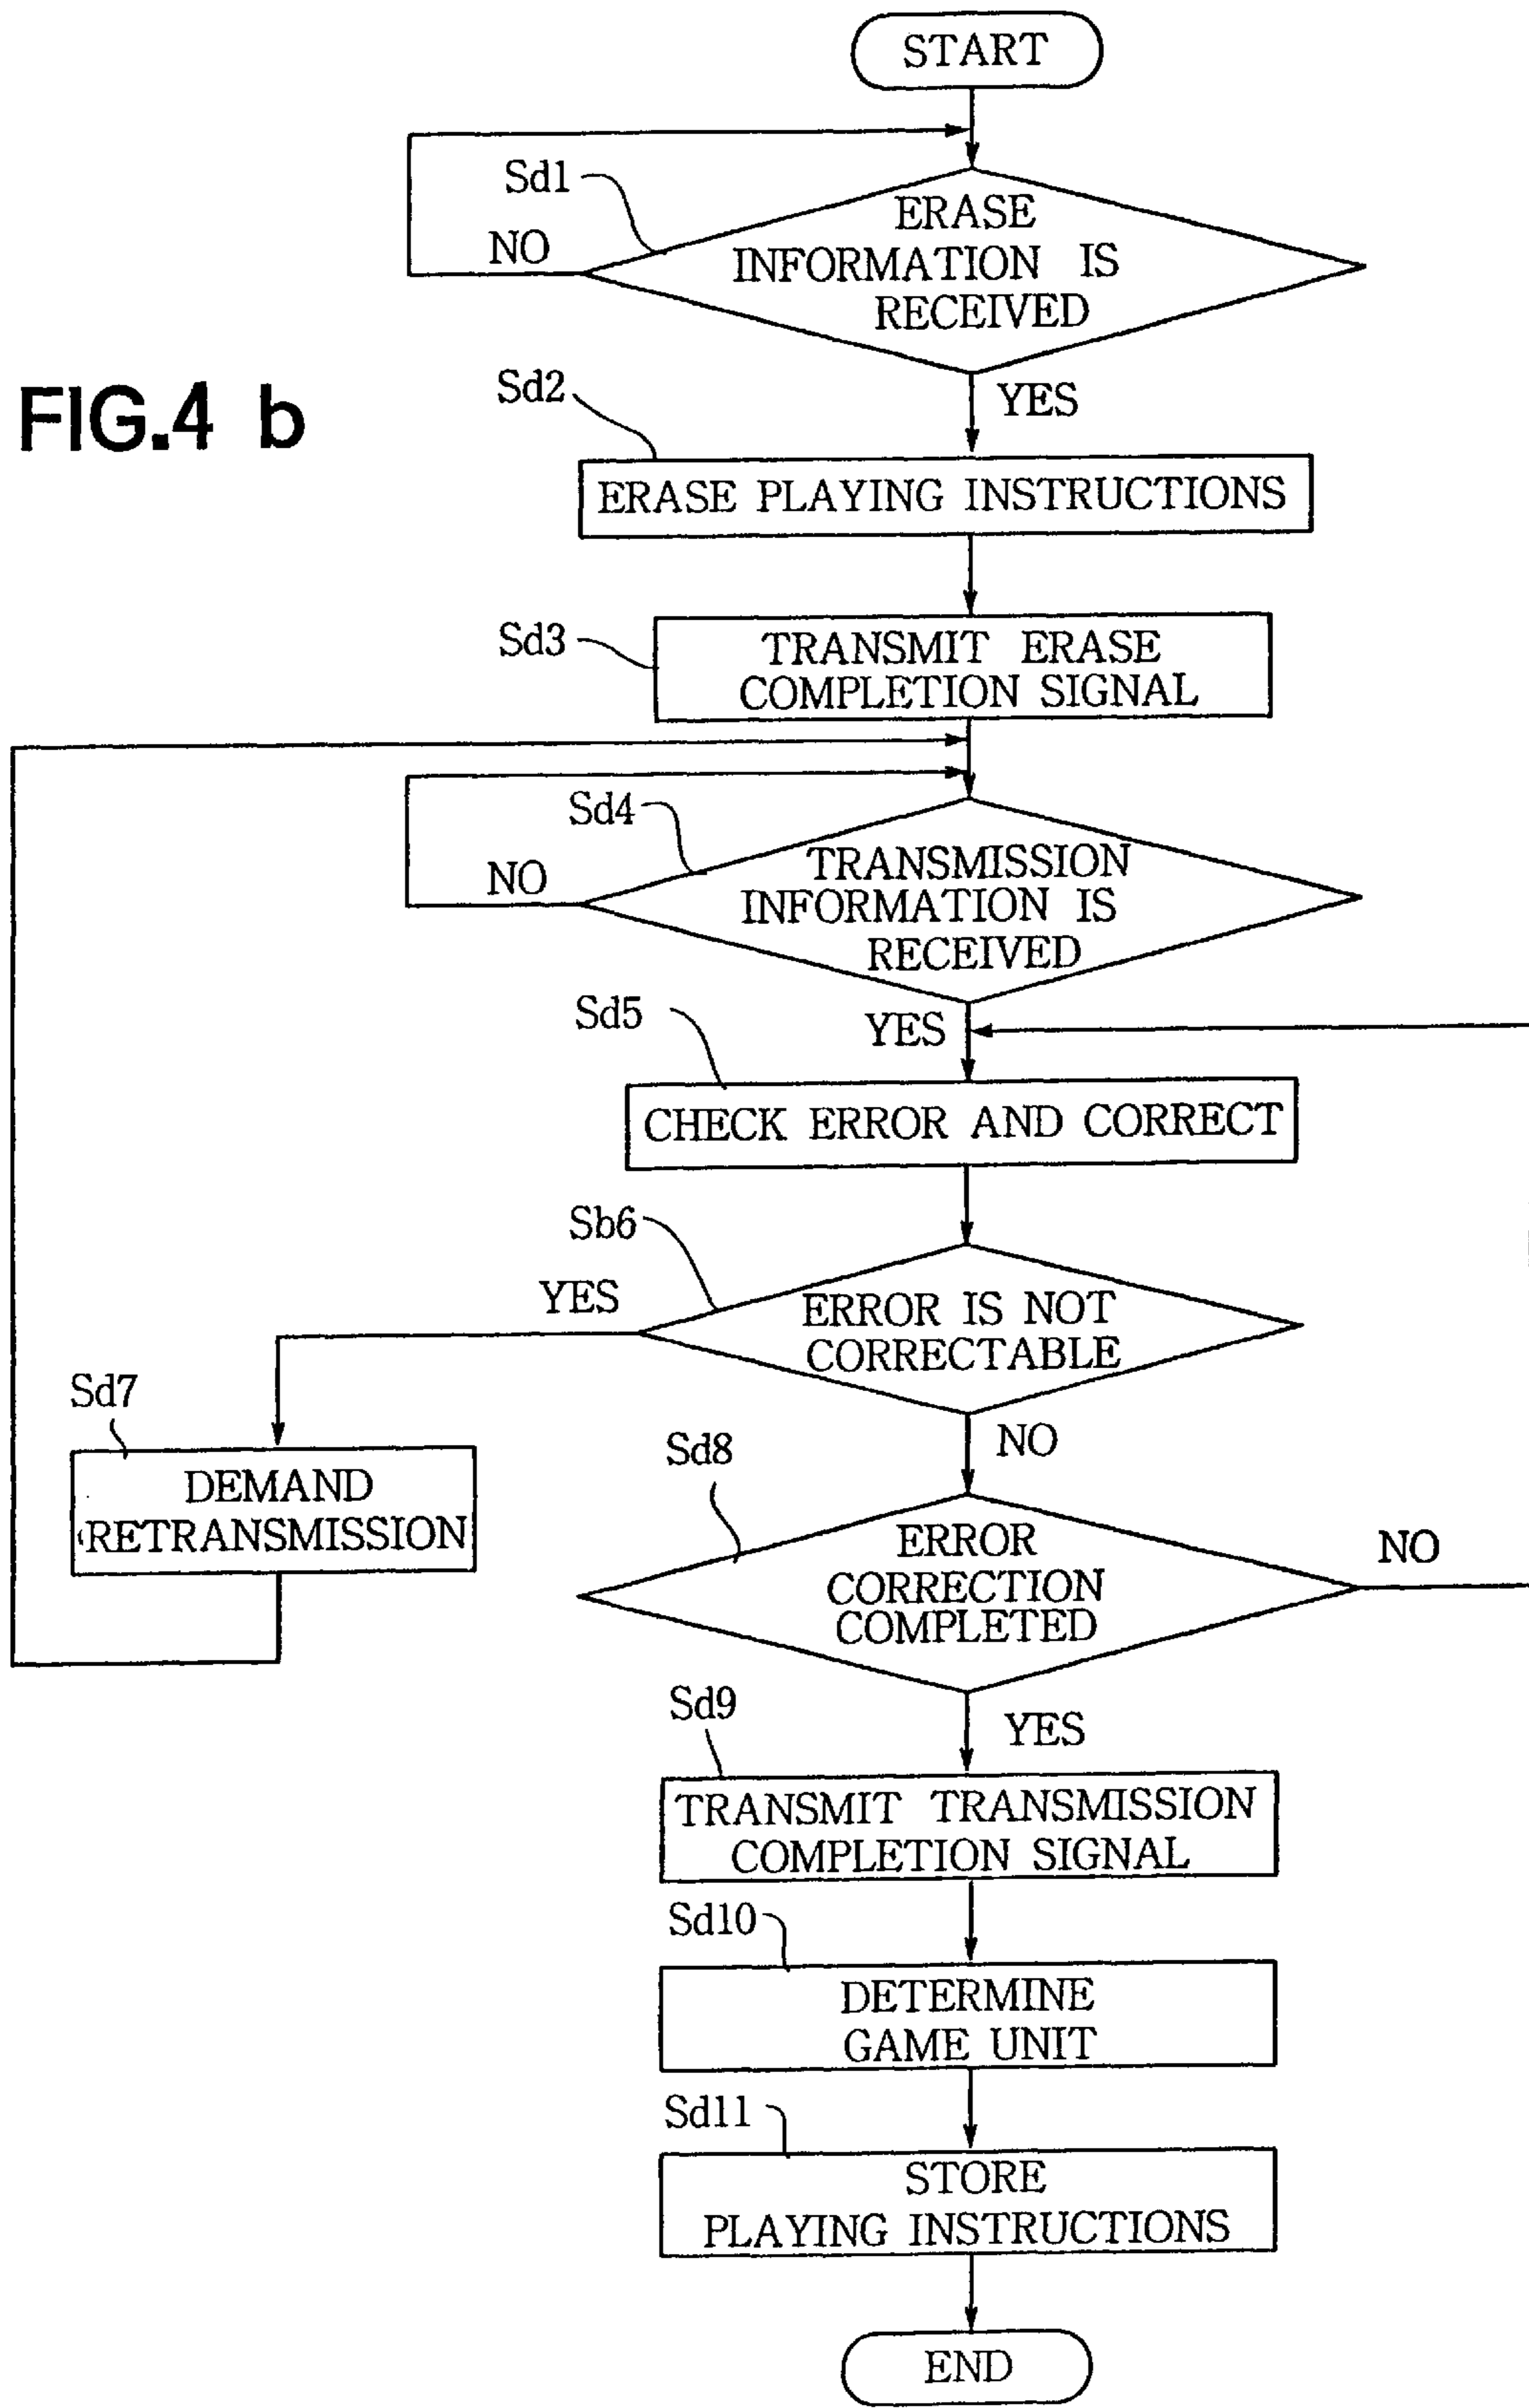 START
Sd1
ERASE
INFORMATION IS
RECEIVED
NO
YES
FIG.4 b
Sd2
ERASE PLAYING INSTRUCTIONS
Sd3
TRANSMIT ERASE
COMPLETION SIGNAL
Sd4
TRANSMISSION
INFORMATION IS
RECEIVED
NO
YES
Sd5
CHECK ERROR AND CORRECT
Sb6
YES
ERROR IS NOT
CORRECTABLE
NO
Sd7
DEMAND
RETRANSMISSION
Sd8
ERROR
CORRECTION
COMPLETED
NO
YES
Sd9
TRANSMIT TRANSMISSION
COMPLETION SIGNAL
Sd10
DETERMINE
GAME UNIT
Sd11
STORE
PLAYING INSTRUCTIONS
END